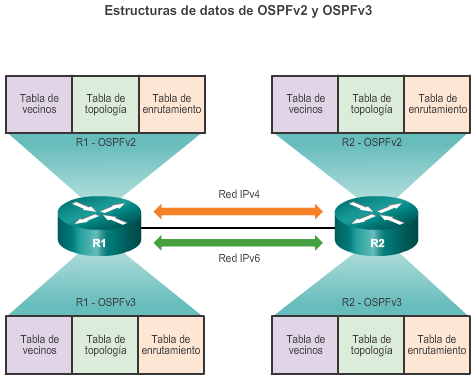 Estructuras de datos de OSPFv2 y OSPFv3
Tabla de
vecinos
Tabla de
topología
Tabla de
enrutamiento
Tabla de
vecinos
Tabla de
topología
Tabla de
enrutamiento
R1 - OSPFv2
R2 - OSPFv2
Red IPv4
R1
R2
Red IPv6
R1 - OSPFv3
R2 - OSPFv3
Tabla de
vecinos
Tabla de
topología
Tabla de
enrutamiento
Tabla de
vecinos
Tabla de
topología
Tabla de
enrutamiento